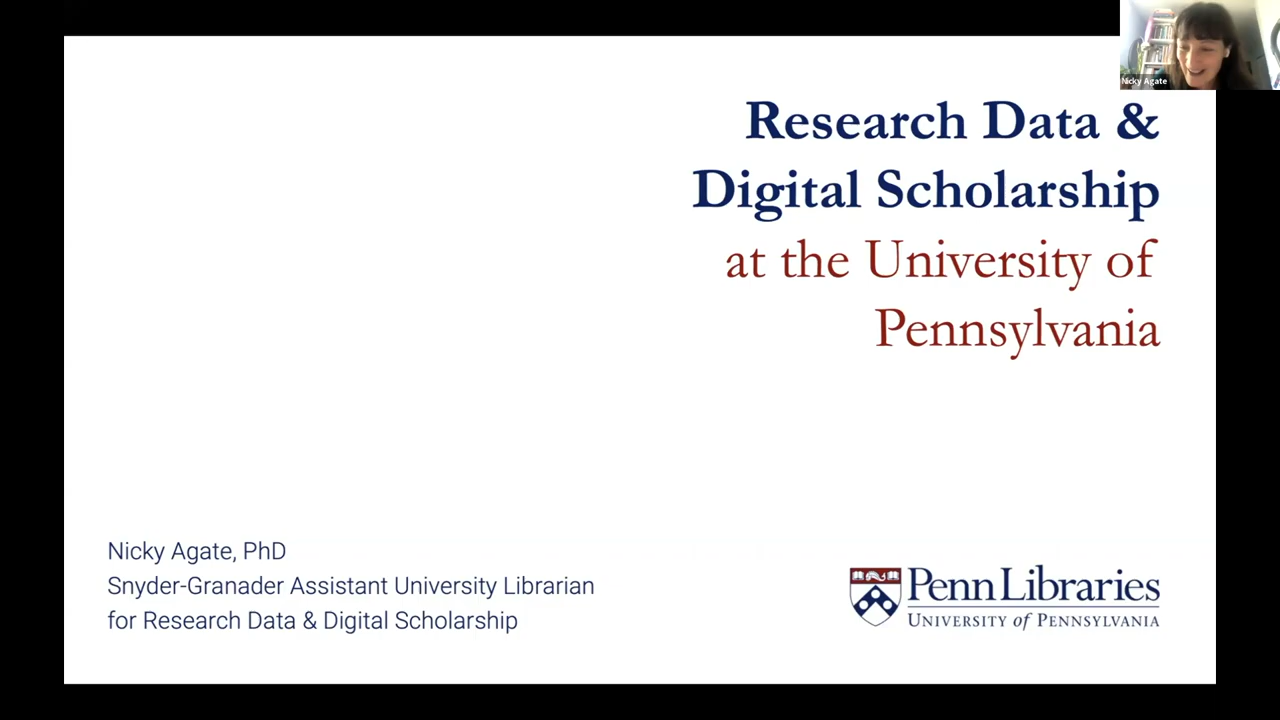 Nicky Agate
Research Data &
Digital Scholarship
at the University of
Pennsylvania
Nicky Agate, PhD
Snyder-Granader Assistant University Librarian
for Research Data & Digital Scholarship
Penn Libraries
UNIVERSITY of PENNSYLVANIA